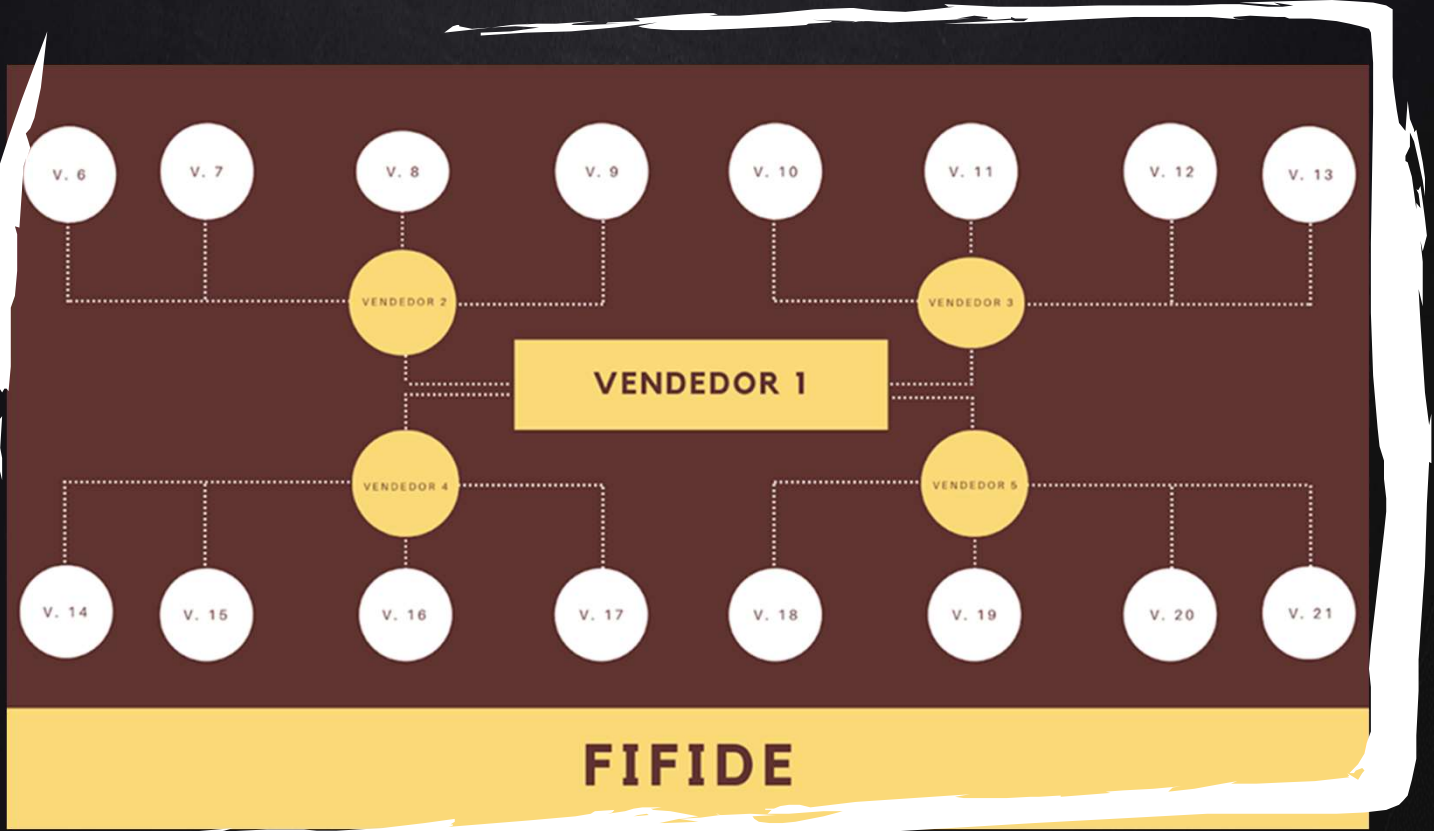 V. 6
V. 7
V. 8
V. 9
V. 10
V. 11
V. 12
V. 13
VENDEDOR 2
VENDEDOR 3
VENDEDOR 1
VENDEDOR 4
VENDEDOR 5
V. 14
V. 15
V. 16
V. 17
V. 18
V. 19
V. 20
V. 21
FIFIDE